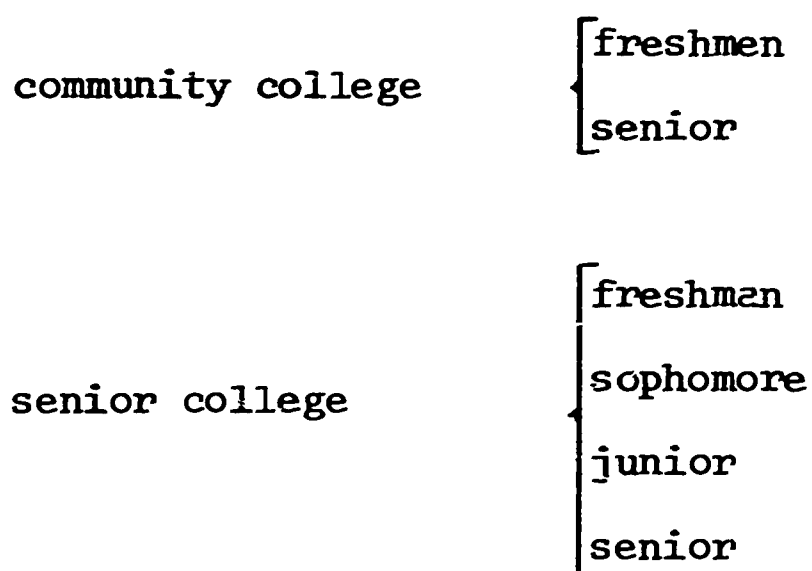 freshmen
community college
senior
freshman
sophomore
senior college
junior
senior